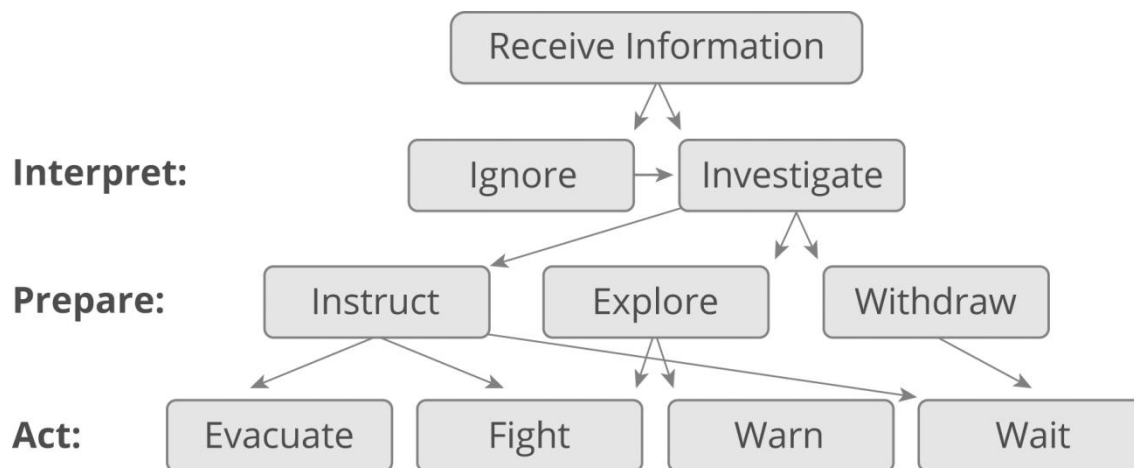 Receive Information
Interpret: Ignore Investigate
Prepare: Instruct Explore Withdraw
Act: Evacuate Fight Warn Wait